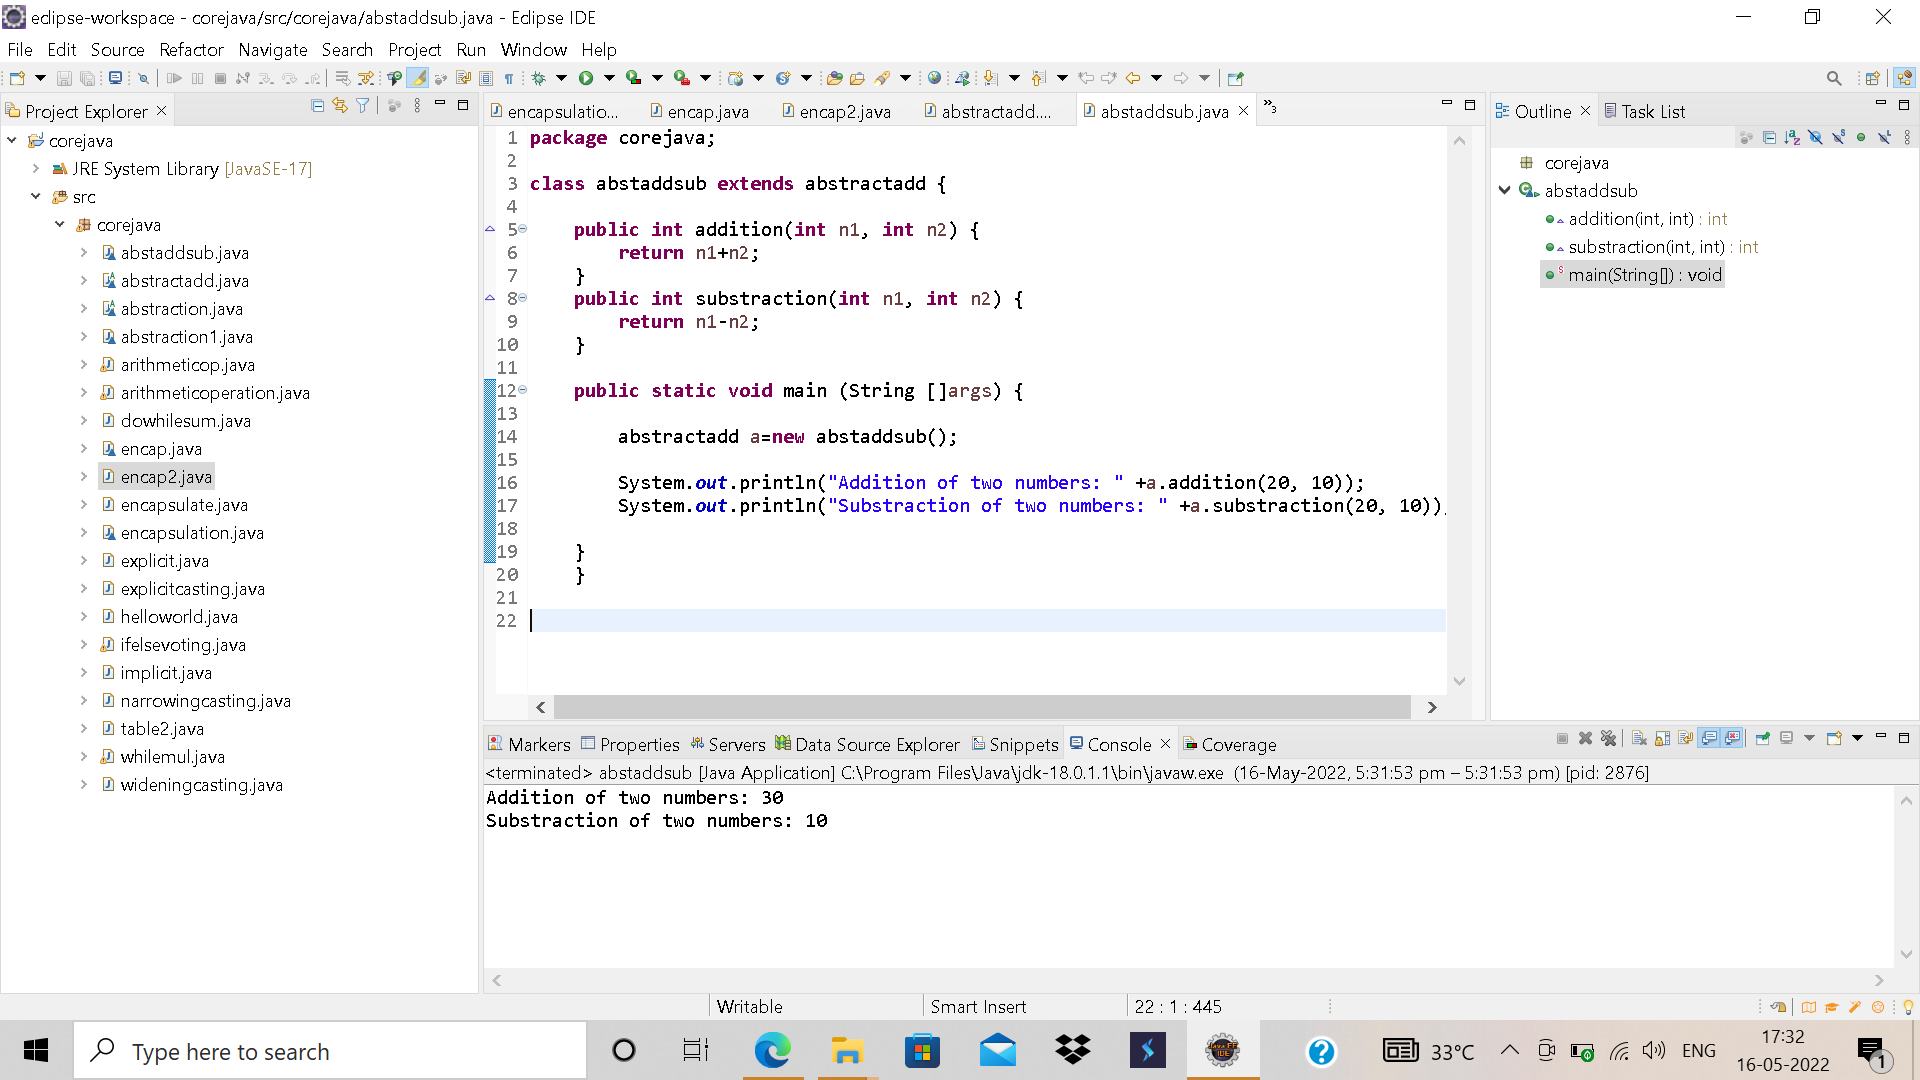 eclipse-workspace - corejava/src/corejava/abstaddsub.java - Eclipse IDE
File Edit Source Refactor Navigate Search Project Run Window Help
Project Explorer
corejava
JRE System Library [JavaSE-17]
src
corejava
abstaddsub.java
abstractadd.java
abstraction.java
abstraction1.java
arithmeticop.java
arithmeticoperation.java
dowhilesum.java
encap.java
encap2.java
encapsulate.java
encapsulation.java
explicit.java
explicitcasting.java
helloworld.java
ifelsevoting.java
implicit.java
narrowingcasting.java
table2.java
whilemul.java
wideningcasting.java
encapsulatio... encap.java encap2.java abstractadd.... abstaddsub.java »3
1 package corejava;
2
3 class abstaddsub extends abstractadd {
4
5 public int addition(int n1, int n2) {
6 return n1+n2;
7 }
8 public int substraction(int n1, int n2) {
9 return n1-n2;
10 }
11
12 public static void main (String []args) {
13
14 abstractadd a=new abstaddsub();
15
16 System.out.println("Addition of two numbers: " +a.addition(20, 10));
17 System.out.println("Substraction of two numbers: " +a.substraction(20, 10))
18
19 }
20 }
21
22
Outline Task List
corejava
abstaddsub
addition(int, int) : int
substraction(int, int) : int
main(String[]) : void
Markers Properties Servers Data Source Explorer Snippets Console Coverage
<terminated> abstaddsub [Java Application] C:\Program Files\Java\jdk-18.0.1.1\bin\javaw.exe (16-May-2022, 5:31:53 pm – 5:31:53 pm) [pid: 2876]
Addition of two numbers: 30
Substraction of two numbers: 10
Writable Smart Insert 22 : 1 : 445
Type here to search
33°C ENG
17:32
16-05-2022
1